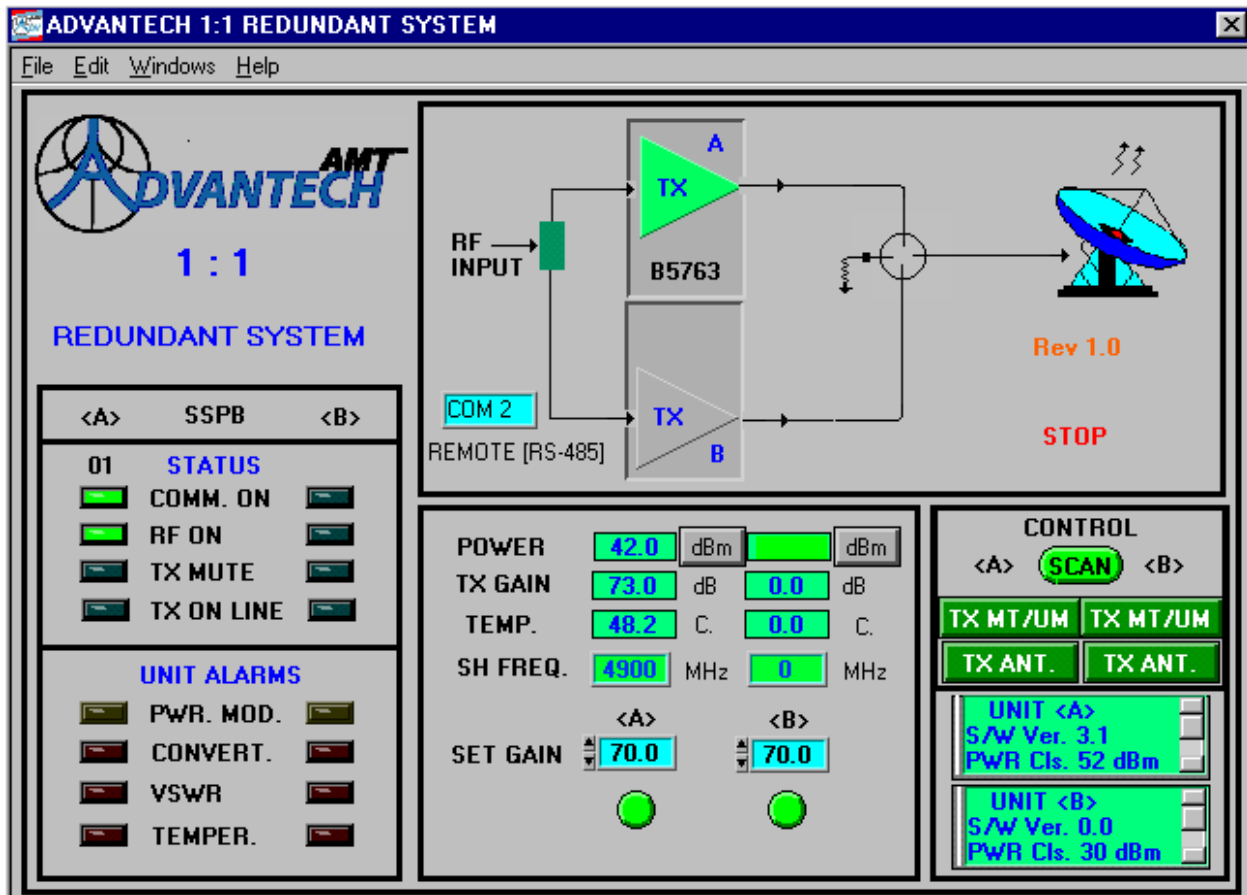 ADVANTECH 1:1 REDUNDANT SYSTEM
File Edit Windows Help
ADVANTECH AMT
1 : 1
REDUNDANT SYSTEM
<A> SSPB <B>
01 STATUS
COMM. ON
RF ON
TX MUTE
TX ON LINE
UNIT ALARMS
PWR. MOD.
CONVERT.
VSWR
TEMPER.
A
TX
B5763
RF
INPUT
TX
B
COM 2
REMOTE [RS-485]
Rev 1.0
STOP
POWER 42.0 dBm dBm
TX GAIN 73.0 dB 0.0 dB
TEMP. 48.2 C. 0.0 C.
SH FREQ. 4900 MHz 0 MHz
<A> <B>
SET GAIN 70.0 70.0
CONTROL
<A> SCAN <B>
TX MT/UM TX MT/UM
TX ANT. TX ANT.
UNIT <A>
S/W Ver. 3.1
PWR Cls. 52 dBm
UNIT <B>
S/W Ver. 0.0
PWR Cls. 30 dBm